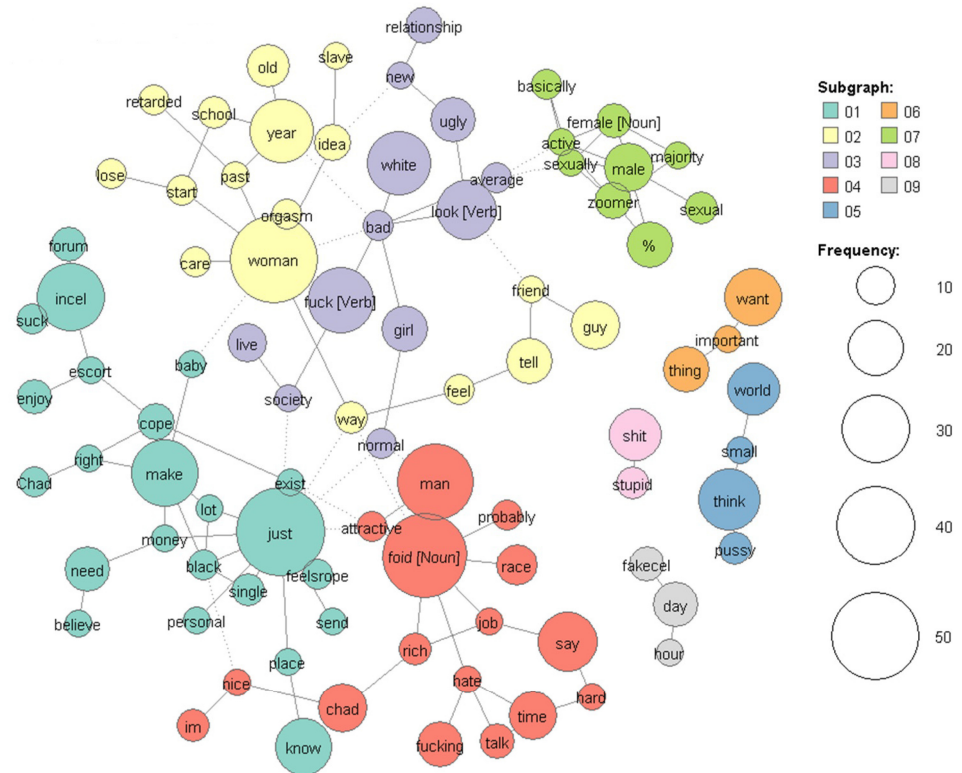 relationship
slave
old
new
basically
retarded
school
year
idea
ugly
female [Noun]
white
active
majority
lose
past
sexually
male
start
average
zoomer
sexual
orgasm
bad
look [Verb]
%
care
woman
forum
incel
fuck [Verb]
friend
suck
live
girl
guy
baby
tell
escort
enjoy
society
feel
cope
way
right
normal
Chad
make
exist
man
lot
attractive
probably
money
just
foid [Noun]
race
need
black
feelsrope
single
believe
personal
send
job
rich
say
place
nice
hate
hard
im
chad
time
know
fucking
talk
want
important
thing
world
shit
small
stupid
think
pussy
fakecel
day
hour
Subgraph:
01 06
02 07
03 08
04 09
05
Frequency:
10
20
30
40
50